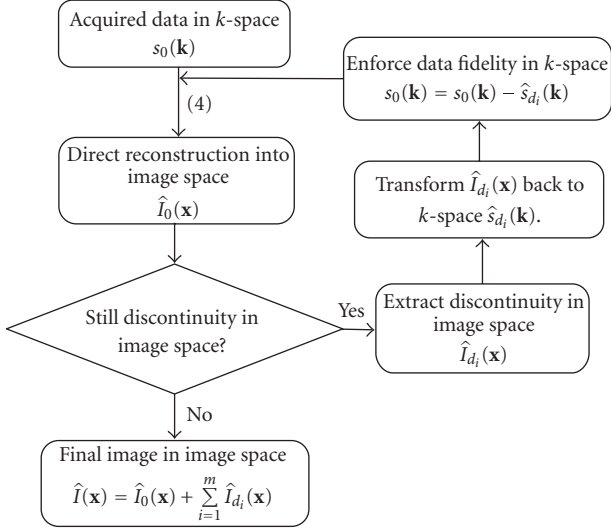 Acquired data in k-space
s₀(k)
(4)
Direct reconstruction into
image space
Î₀(x)
Still discontinuity in
image space?
Yes
Extract discontinuity in
image space
Î_{d_i}(x)
Transform Î_{d_i}(x) back to
k-space ŝ_{d_i}(k).
Enforce data fidelity in k-space
s₀(k) = s₀(k) − ŝ_{d_i}(k)
No
Final image in image space
Î(x) = Î₀(x) + ∑_{i=1}^{m} Î_{d_i}(x)